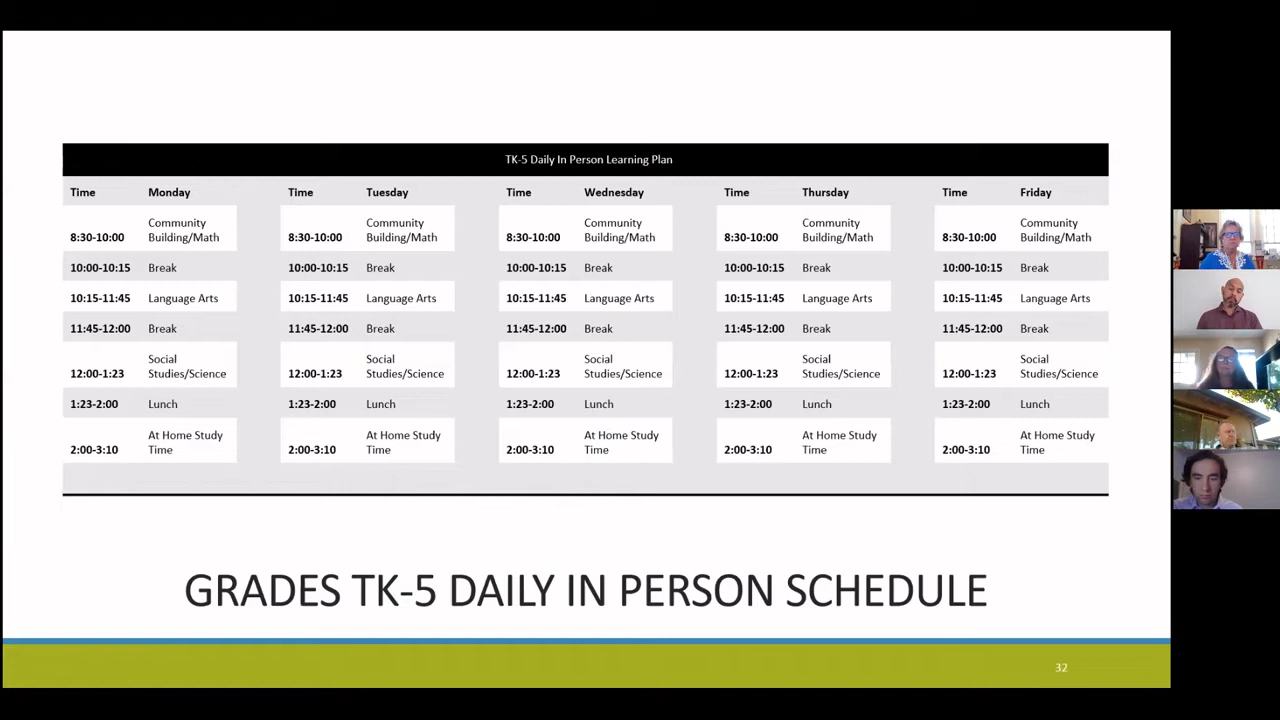 TK-5 Daily In Person Learning Plan
Time Monday Time Tuesday Time Wednesday Time Thursday Time Friday
Community Community Community Community Community
8:30-10:00 Building/Math 8:30-10:00 Building/Math 8:30-10:00 Building/Math 8:30-10:00 Building/Math 8:30-10:00 Building/Math
10:00-10:15 Break 10:00-10:15 Break 10:00-10:15 Break 10:00-10:15 Break 10:00-10:15 Break
10:15-11:45 Language Arts 10:15-11:45 Language Arts 10:15-11:45 Language Arts 10:15-11:45 Language Arts 10:15-11:45 Language Arts
11:45-12:00 Break 11:45-12:00 Break 11:45-12:00 Break 11:45-12:00 Break 11:45-12:00 Break
Social Social Social Social Social
12:00-1:23 Studies/Science 12:00-1:23 Studies/Science 12:00-1:23 Studies/Science 12:00-1:23 Studies/Science 12:00-1:23 Studies/Science
1:23-2:00 Lunch 1:23-2:00 Lunch 1:23-2:00 Lunch 1:23-2:00 Lunch 1:23-2:00 Lunch
At Home Study At Home Study At Home Study At Home Study At Home Study
2:00-3:10 Time 2:00-3:10 Time 2:00-3:10 Time 2:00-3:10 Time 2:00-3:10 Time
GRADES TK-5 DAILY IN PERSON SCHEDULE
32